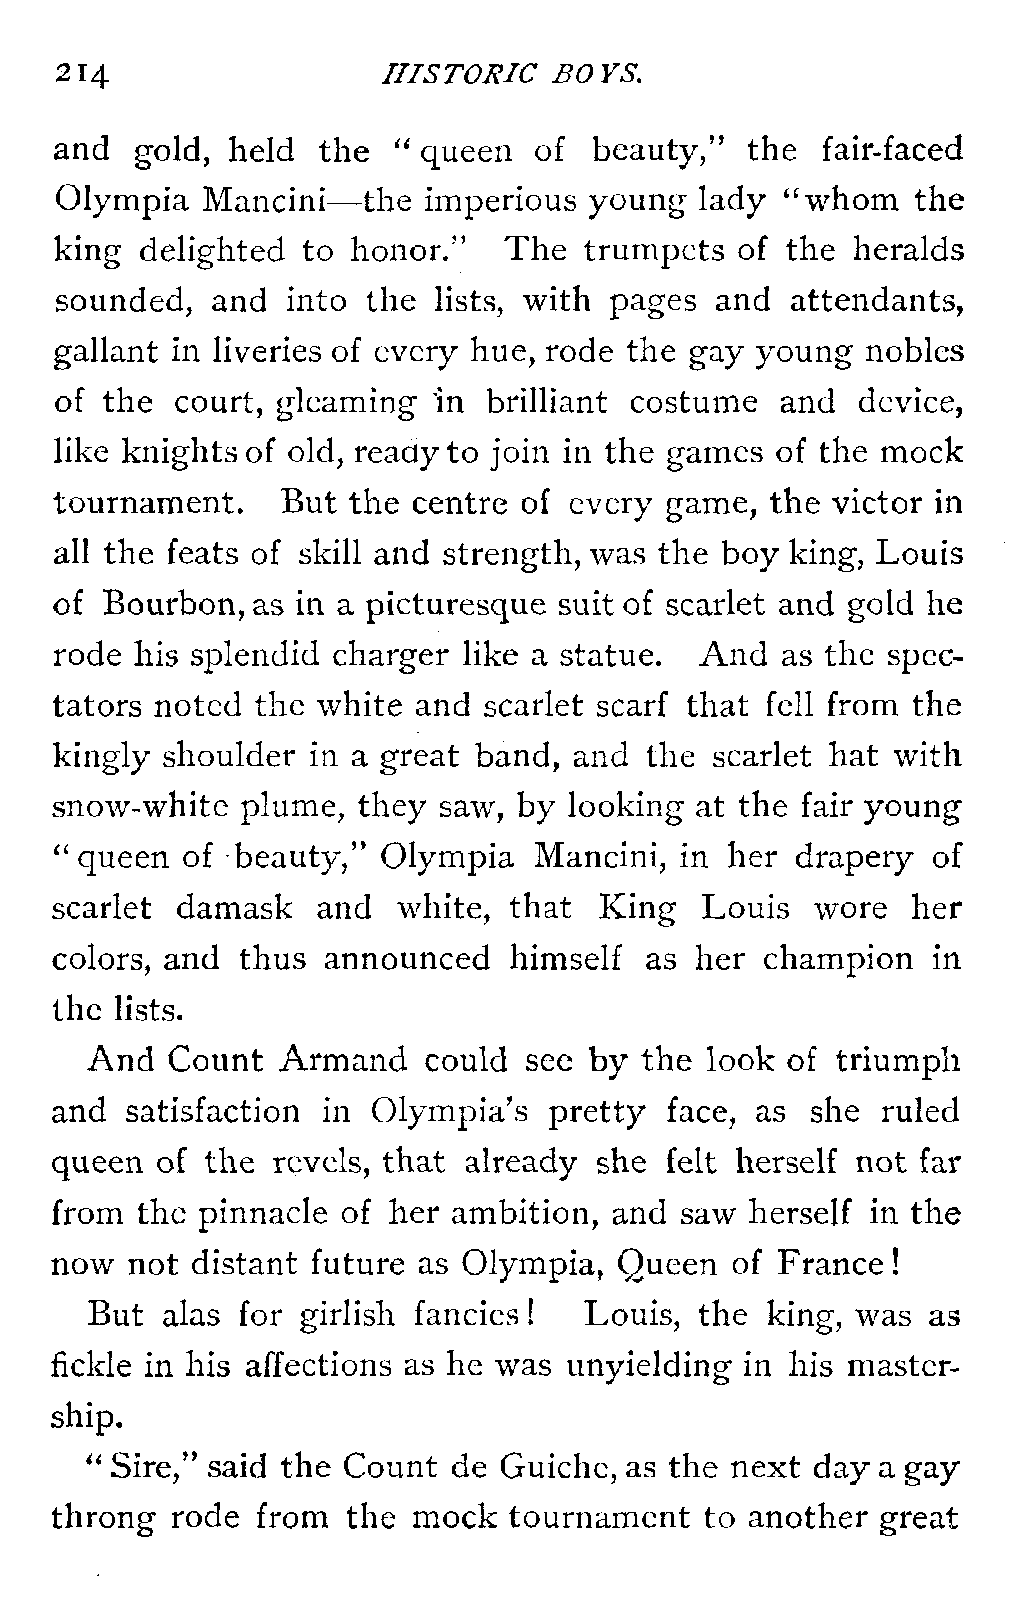 214 HISTORIC BOYS.
and gold, held the “queen of beauty,” the fair-faced
Olympia Mancini—the imperious young lady “whom the
king delighted to honor.” The trumpets of the heralds
sounded, and into the lists, with pages and attendants,
gallant in liveries of every hue, rode the gay young nobles
of the court, gleaming in brilliant costume and device,
like knights of old, ready to join in the games of the mock
tournament. But the centre of every game, the victor in
all the feats of skill and strength, was the boy king, Louis
of Bourbon, as in a picturesque suit of scarlet and gold he
rode his splendid charger like a statue. And as the spec-
tators noted the white and scarlet scarf that fell from the
kingly shoulder in a great band, and the scarlet hat with
snow-white plume, they saw, by looking at the fair young
“queen of beauty,” Olympia Mancini, in her drapery of
scarlet damask and white, that King Louis wore her
colors, and thus announced himself as her champion in
the lists.
And Count Armand could see by the look of triumph
and satisfaction in Olympia’s pretty face, as she ruled
queen of the revels, that already she felt herself not far
from the pinnacle of her ambition, and saw herself in the
now not distant future as Olympia, Queen of France!
But alas for girlish fancies! Louis, the king, was as
fickle in his affections as he was unyielding in his master-
ship.
“Sire,” said the Count de Guiche, as the next day a gay
throng rode from the mock tournament to another great